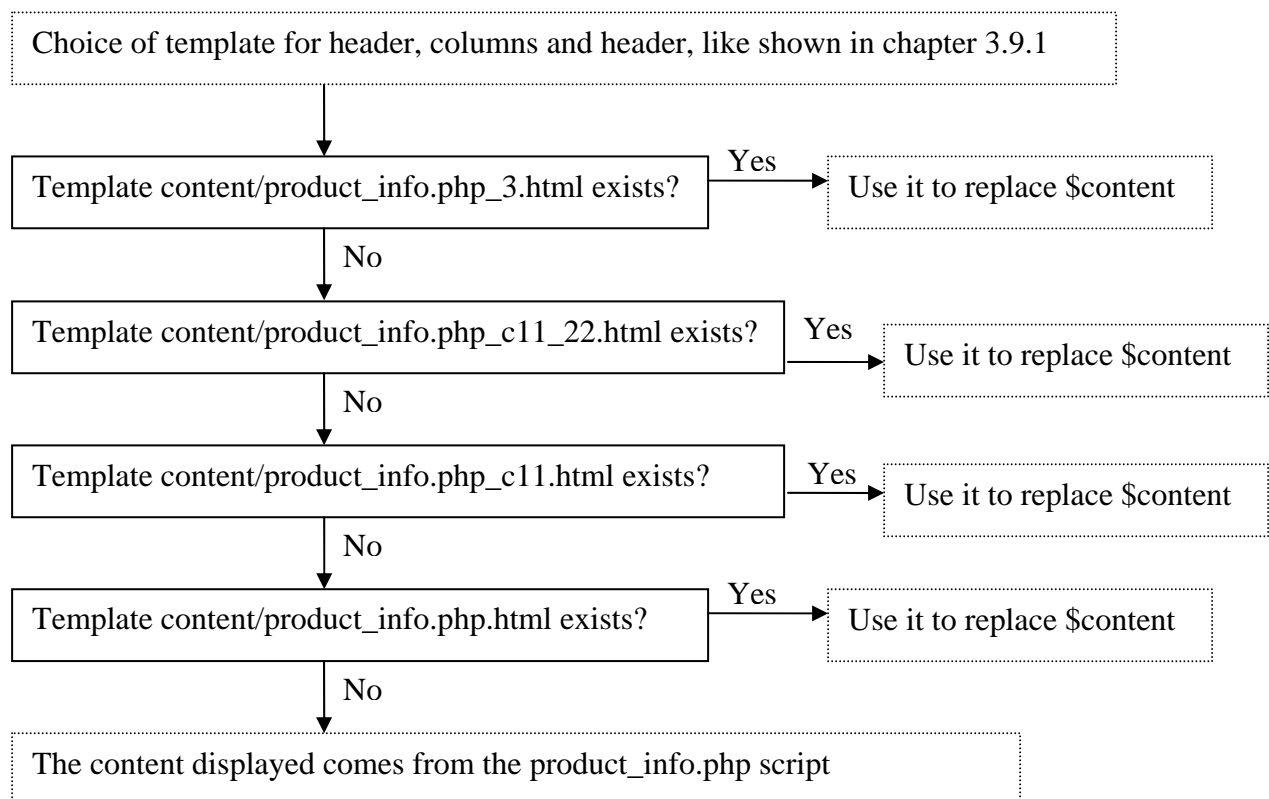 Choice of template for header, columns and header, like shown in chapter 3.9.1
Template content/product_info.php_3.html exists?
Yes
Use it to replace $content
No
Template content/product_info.php_c11_22.html exists?
Yes
Use it to replace $content
No
Template content/product_info.php_c11.html exists?
Yes
Use it to replace $content
No
Template content/product_info.php.html exists?
Yes
Use it to replace $content
No
The content displayed comes from the product_info.php script